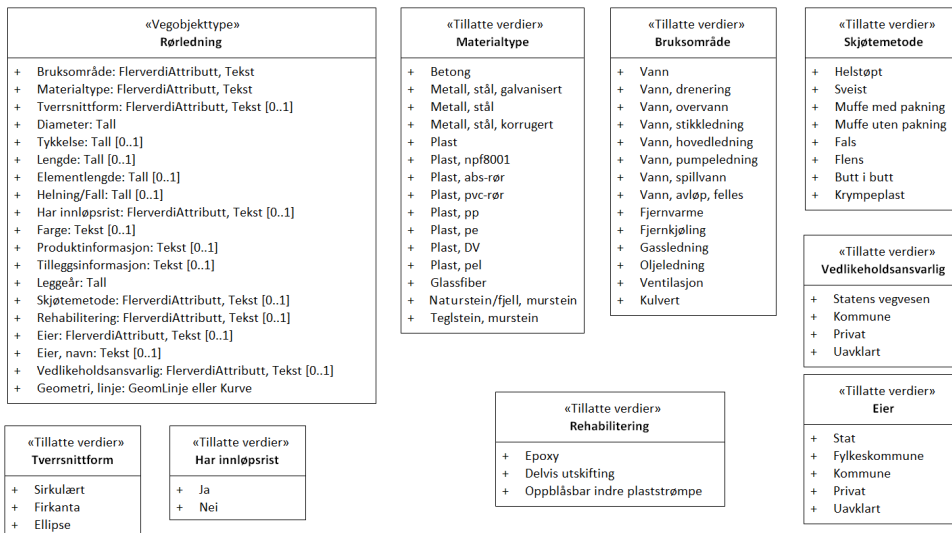 «Vegobjekttype»
Rørledning
+ Bruksområde: FlerverdiAttributt, Tekst
+ Materialtype: FlerverdiAttributt, Tekst
+ Tverrsnittform: FlerverdiAttributt, Tekst [0..1]
+ Diameter: Tall
+ Tykkelse: Tall [0..1]
+ Lengde: Tall [0..1]
+ Elementlengde: Tall [0..1]
+ Helning/Fall: Tall [0..1]
+ Har innløpsrist: FlerverdiAttributt, Tekst [0..1]
+ Farge: Tekst [0..1]
+ Produktinformasjon: Tekst [0..1]
+ Tilleggsinformasjon: Tekst [0..1]
+ Leggeår: Tall
+ Skjøtemetode: FlerverdiAttributt, Tekst [0..1]
+ Rehabilitering: FlerverdiAttributt, Tekst [0..1]
+ Eier: FlerverdiAttributt, Tekst [0..1]
+ Eier, navn: Tekst [0..1]
+ Vedlikeholdsansvarlig: FlerverdiAttributt, Tekst [0..1]
+ Geometri, linje: GeomLinje eller Kurve
«Tillatte verdier»
Materialtype
+ Betong
+ Metall, stål, galvanisert
+ Metall, stål
+ Metall, stål, korrugert
+ Plast
+ Plast, npf8001
+ Plast, abs-rør
+ Plast, pvc-rør
+ Plast, pp
+ Plast, pe
+ Plast, DV
+ Plast, pel
+ Glassfiber
+ Naturstein/fjell, murstein
+ Teglstein, murstein
«Tillatte verdier»
Bruksområde
+ Vann
+ Vann, drenering
+ Vann, overvann
+ Vann, stikkledning
+ Vann, hovedledning
+ Vann, pumpeledning
+ Vann, spillvann
+ Vann, avløp, felles
+ Fjernvarme
+ Fjernkjøling
+ Gassledning
+ Oljeledning
+ Ventilasjon
+ Kulvert
«Tillatte verdier»
Skjøtemetode
+ Helstøpt
+ Sveist
+ Muffe med pakning
+ Muffe uten pakning
+ Fals
+ Flens
+ Butt i butt
+ Krympeplast
«Tillatte verdier»
Vedlikeholdsansvarlig
+ Statens vegvesen
+ Kommune
+ Privat
+ Uavklart
«Tillatte verdier»
Tverrsnittform
+ Sirkulært
+ Firkanta
+ Ellipse
«Tillatte verdier»
Har innløpsrist
+ Ja
+ Nei
«Tillatte verdier»
Rehabilitering
+ Epoxy
+ Delvis utskifting
+ Oppblåsbar indre plaststrømpe
«Tillatte verdier»
Eier
+ Stat
+ Fylkeskommune
+ Kommune
+ Privat
+ Uavklart